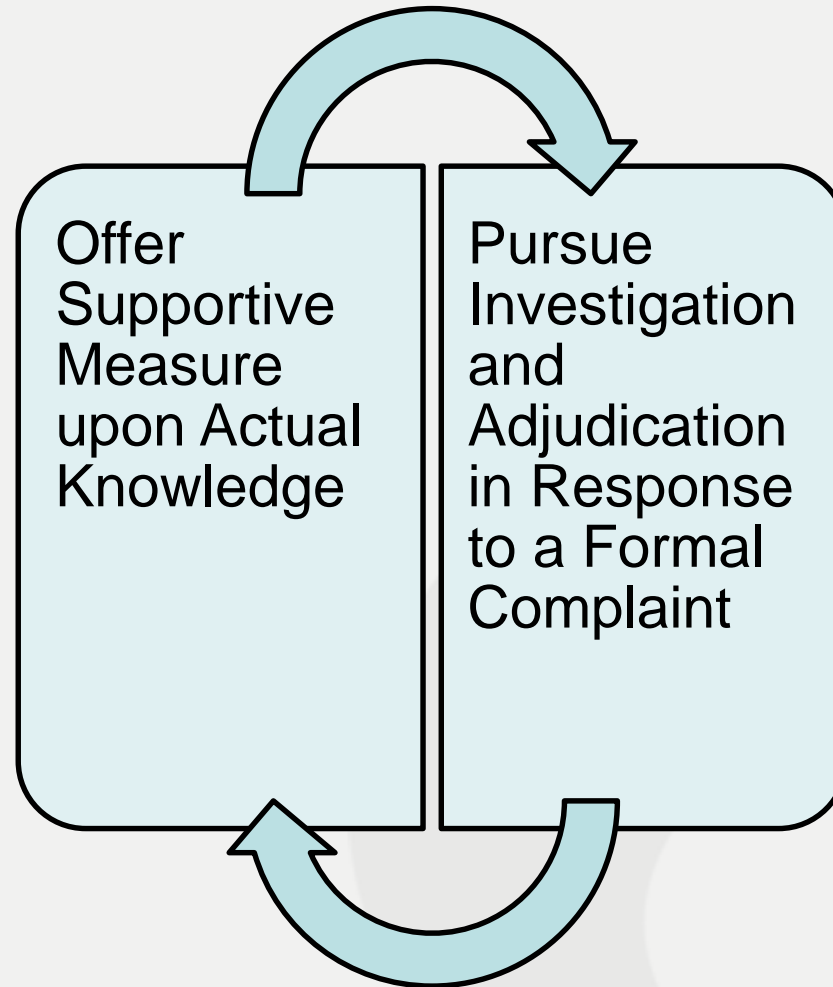 Offer
Supportive
Measure
upon Actual
Knowledge
Pursue
Investigation
and
Adjudication
in Response
to a Formal
Complaint